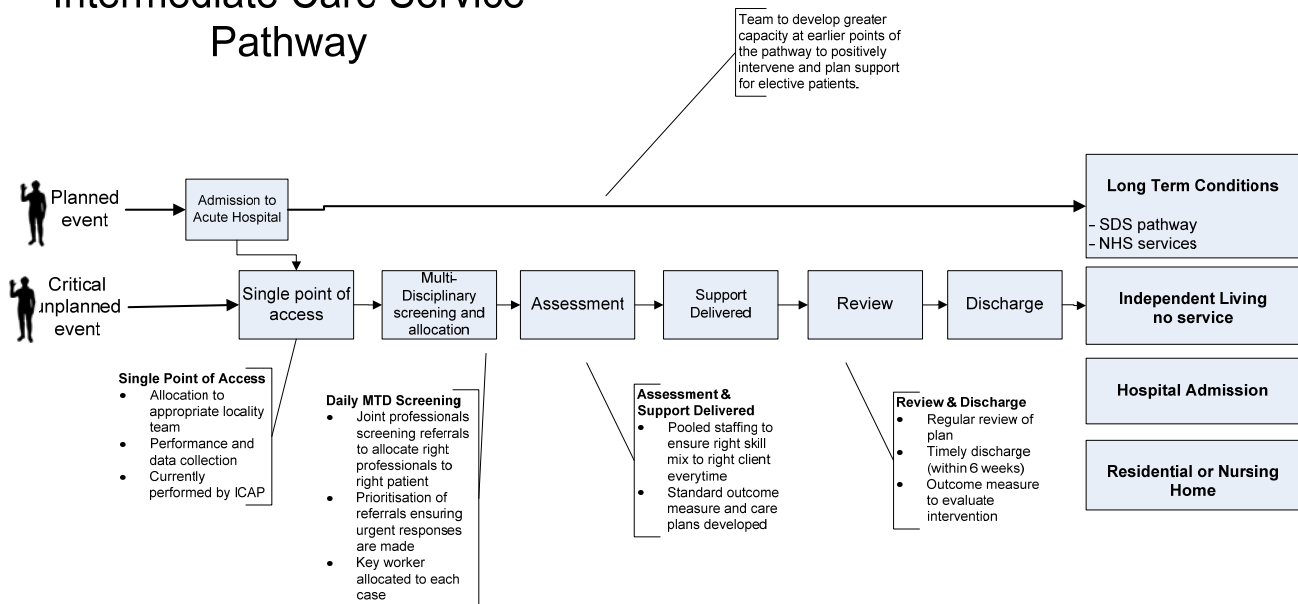 Intermediate Care Service
Pathway
Team to develop greater
capacity at earlier points of
the pathway to positively
intervene and plan support
for elective patients.
Planned
event
Admission to
Acute Hospital
Long Term Conditions
- SDS pathway
- NHS services
Critical
unplanned
event
Single point of
access
Multi-
Disciplinary
screening and
allocation
Assessment
Support
Delivered
Review
Discharge
Independent Living
no service
Hospital Admission
Residential or Nursing
Home
Single Point of Access
• Allocation to
appropriate locality
team
• Performance and
data collection
• Currently
performed by ICAP
Daily MTD Screening
• Joint professionals
screening referrals
to allocate right
professionals to
right patient
• Prioritisation of
referrals ensuring
urgent responses
are made
• Key worker
allocated to each
case
Assessment &
Support Delivered
• Pooled staffing to
ensure right skill
mix to right client
everytime
• Standard outcome
measure and care
plans developed
Review & Discharge
• Regular review of
plan
• Timely discharge
(within 6 weeks)
• Outcome measure
to evaluate
intervention